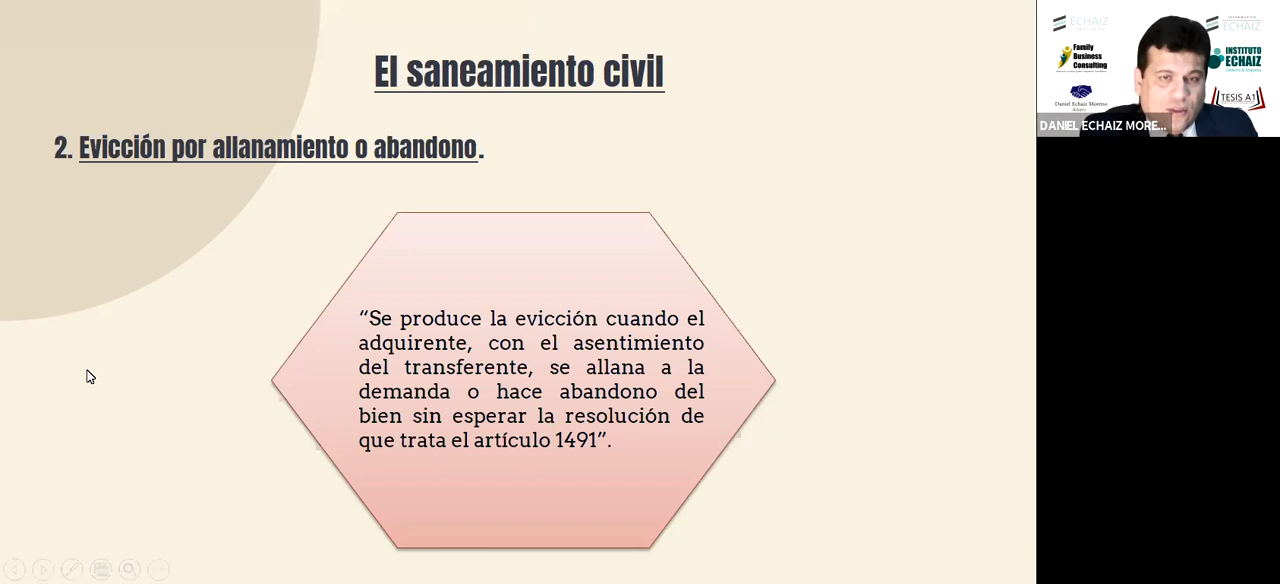 El saneamiento civil
2. Evicción por allanamiento o abandono.
“Se produce la evicción cuando el
adquirente, con el asentimiento
del transferente, se allana a la
demanda o hace abandono del
bien sin esperar la resolución de
que trata el artículo 1491”.
ECHAIZ
ECHAIZ
Family
Business
Consulting
INSTITUTO
ECHAIZ
Daniel Echaiz Moreno
TESIS A1
DANIEL ECHAIZ MORE...